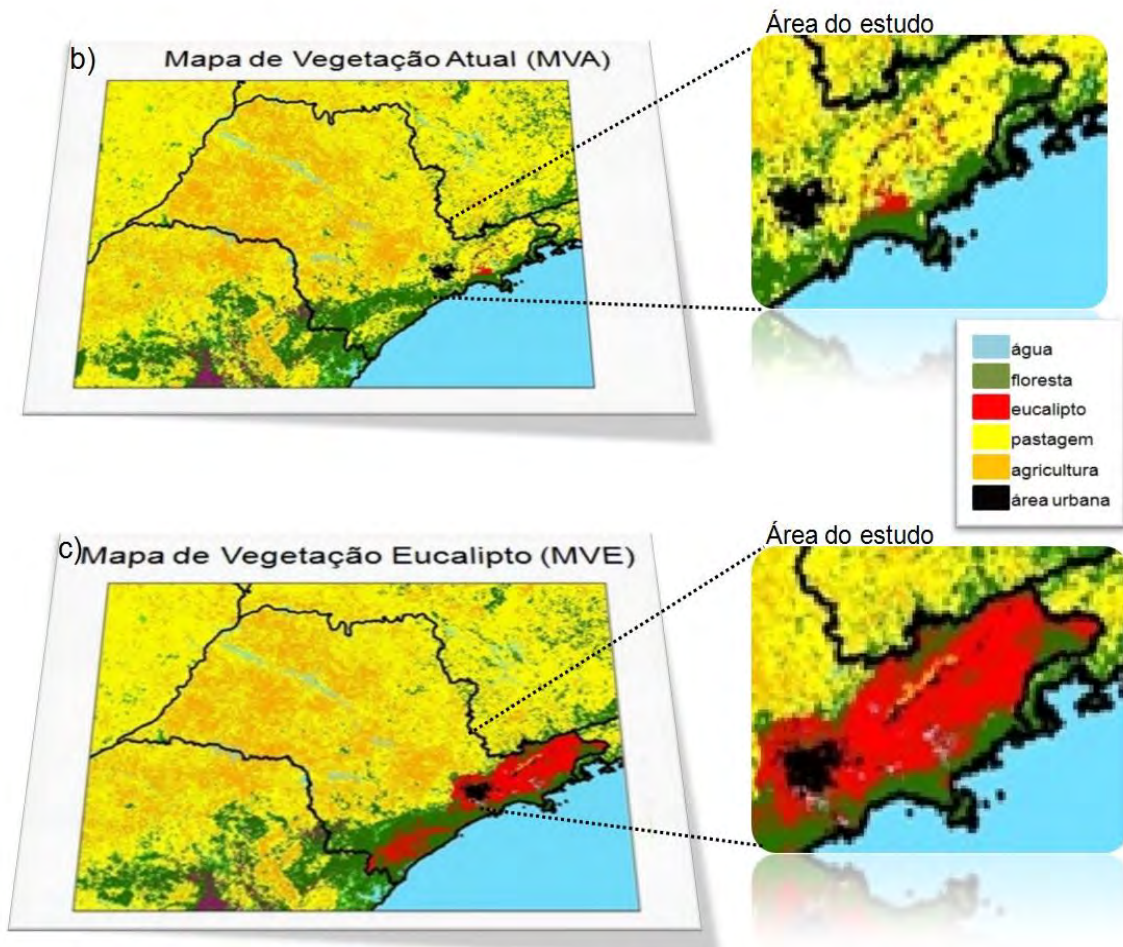 Área do estudo
b) Mapa de Vegetação Atual (MVA)
água
floresta
eucalipto
pastagem
agricultura
área urbana
Área do estudo
c) Mapa de Vegetação Eucalipto (MVE)